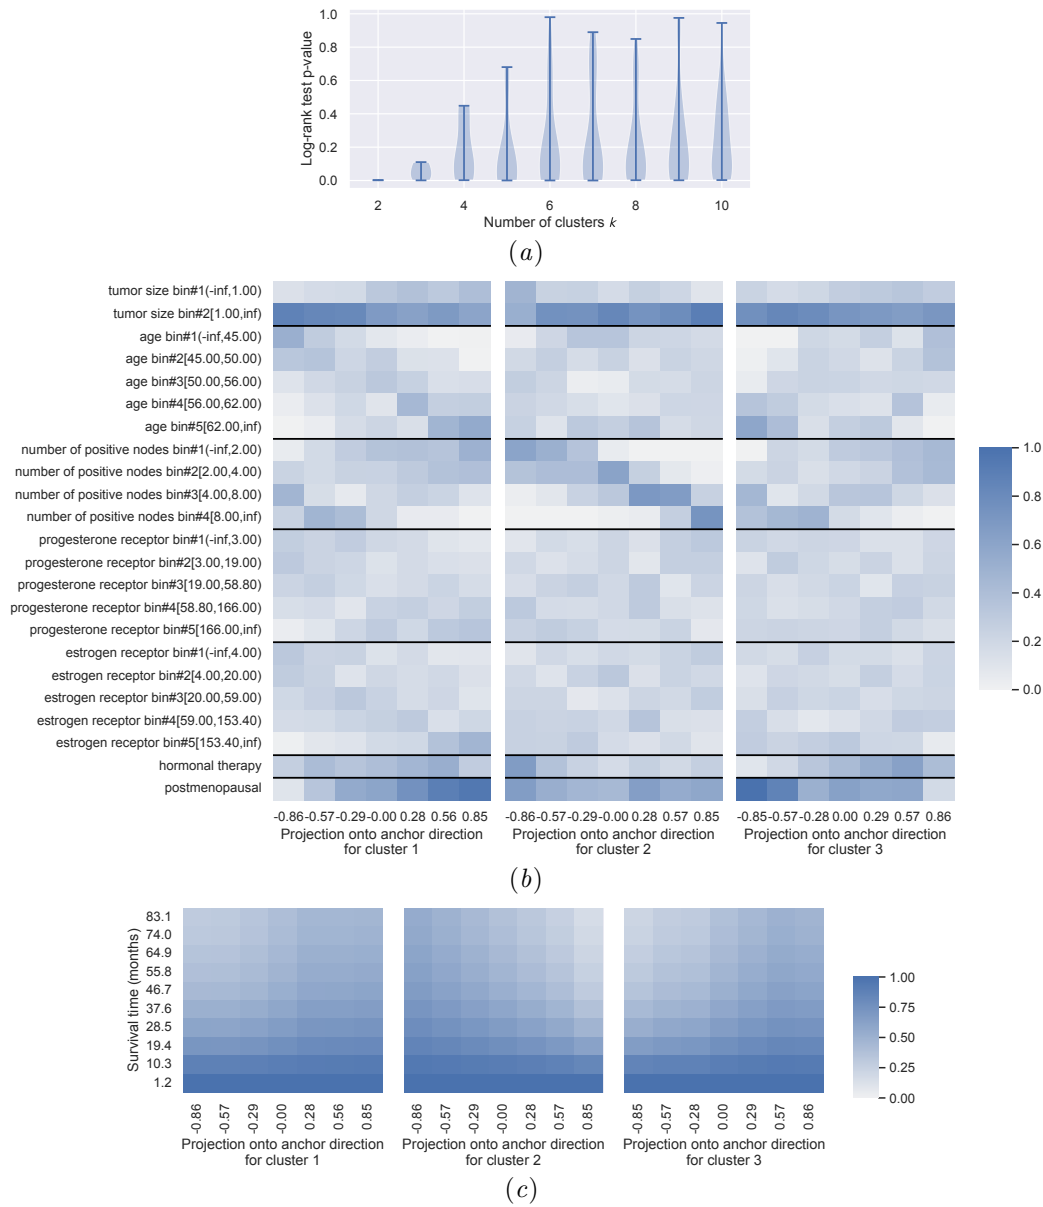 1.0
0.8
0.6
0.4
0.2
0.0
Log-rank test p-value
2 4 6 8 10
Number of clusters k
(a)
tumor size bin#1(-inf,1.00)
tumor size bin#2[1.00,inf)
age bin#1(-inf,45.00)
age bin#2[45.00,50.00)
age bin#3[50.00,56.00)
age bin#4[56.00,62.00)
age bin#5[62.00,inf)
number of positive nodes bin#1(-inf,2.00)
number of positive nodes bin#2[2.00,4.00)
number of positive nodes bin#3[4.00,8.00)
number of positive nodes bin#4[8.00,inf)
progesterone receptor bin#1(-inf,3.00)
progesterone receptor bin#2[3.00,19.00)
progesterone receptor bin#3[19.00,58.80)
progesterone receptor bin#4[58.80,166.00)
progesterone receptor bin#5[166.00,inf)
estrogen receptor bin#1(-inf,4.00)
estrogen receptor bin#2[4.00,20.00)
estrogen receptor bin#3[20.00,59.00)
estrogen receptor bin#4[59.00,153.40)
estrogen receptor bin#5[153.40,inf)
hormonal therapy
postmenopausal
-0.86 -0.57 -0.29 -0.00 0.28 0.56 0.85
Projection onto anchor direction
for cluster 1
-0.86 -0.57 -0.29 -0.00 0.28 0.57 0.85
Projection onto anchor direction
for cluster 2
-0.85 -0.57 -0.28 0.00 0.29 0.57 0.86
Projection onto anchor direction
for cluster 3
1.0
0.8
0.6
0.4
0.2
0.0
(b)
Survival time (months)
83.1
74.0
64.9
55.8
46.7
37.6
28.5
19.4
10.3
1.2
-0.86 -0.57 -0.29 -0.00 0.28 0.56 0.85
Projection onto anchor direction
for cluster 1
-0.86 -0.57 -0.29 -0.00 0.28 0.57 0.85
Projection onto anchor direction
for cluster 2
-0.85 -0.57 -0.28 0.00 0.29 0.57 0.86
Projection onto anchor direction
for cluster 3
1.00
0.75
0.50
0.25
0.00
(c)